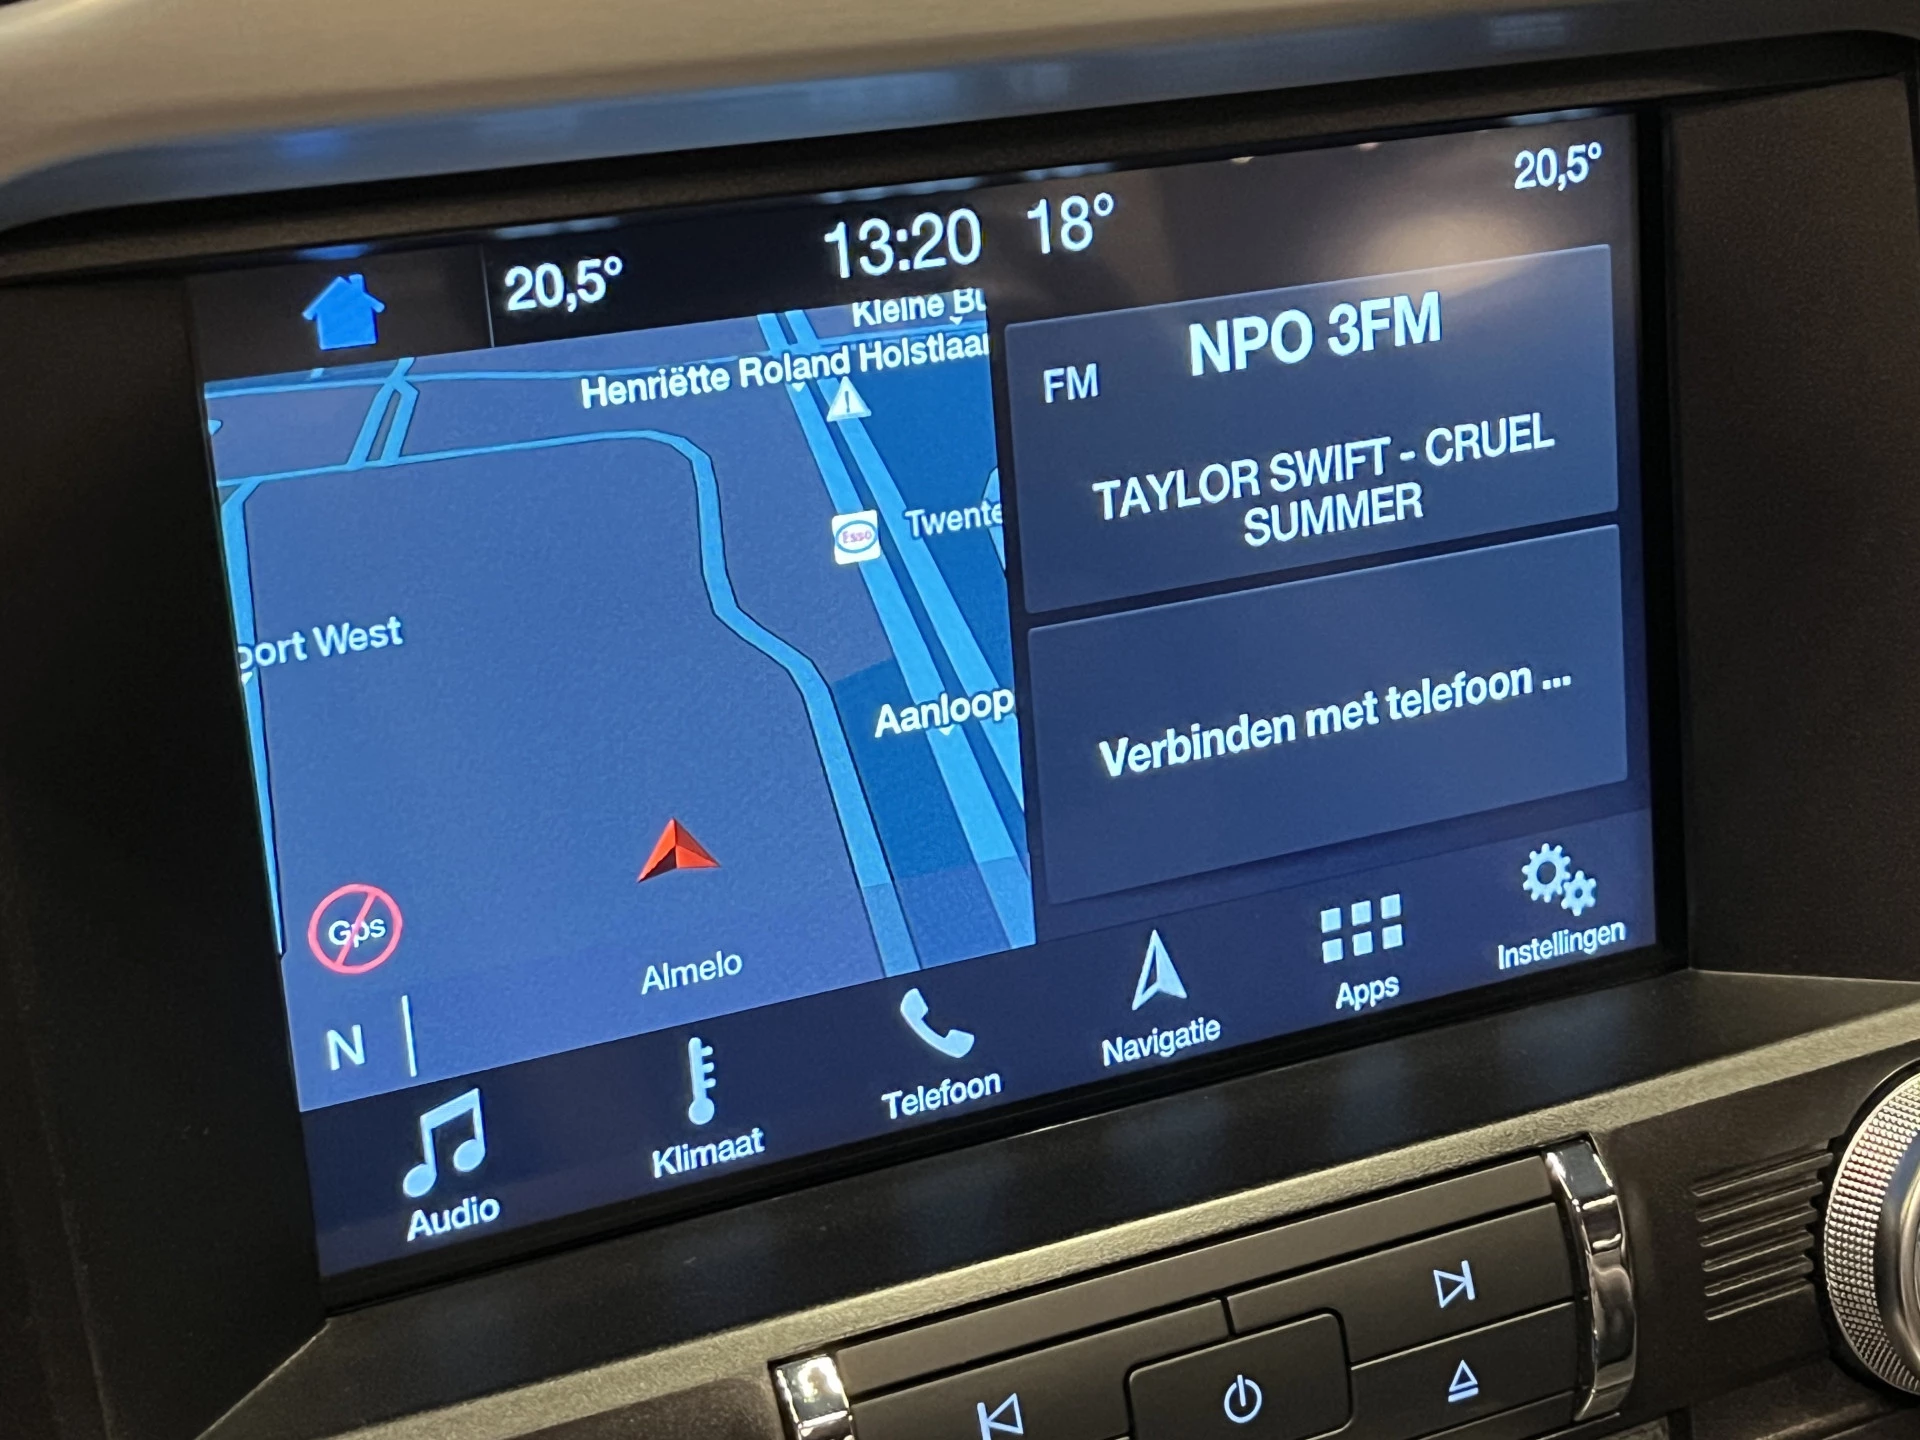 20,5°
13:20
18°
20,5°
Kleine
Henriëtte Roland Holstlaan
Esso
Twente
port West
Aanloop
Gps
Almelo
N
FM
NPO 3FM
TAYLOR SWIFT - CRUEL
SUMMER
Verbinden met telefoon ...
Audio
Klimaat
Telefoon
Navigatie
Apps
Instellingen